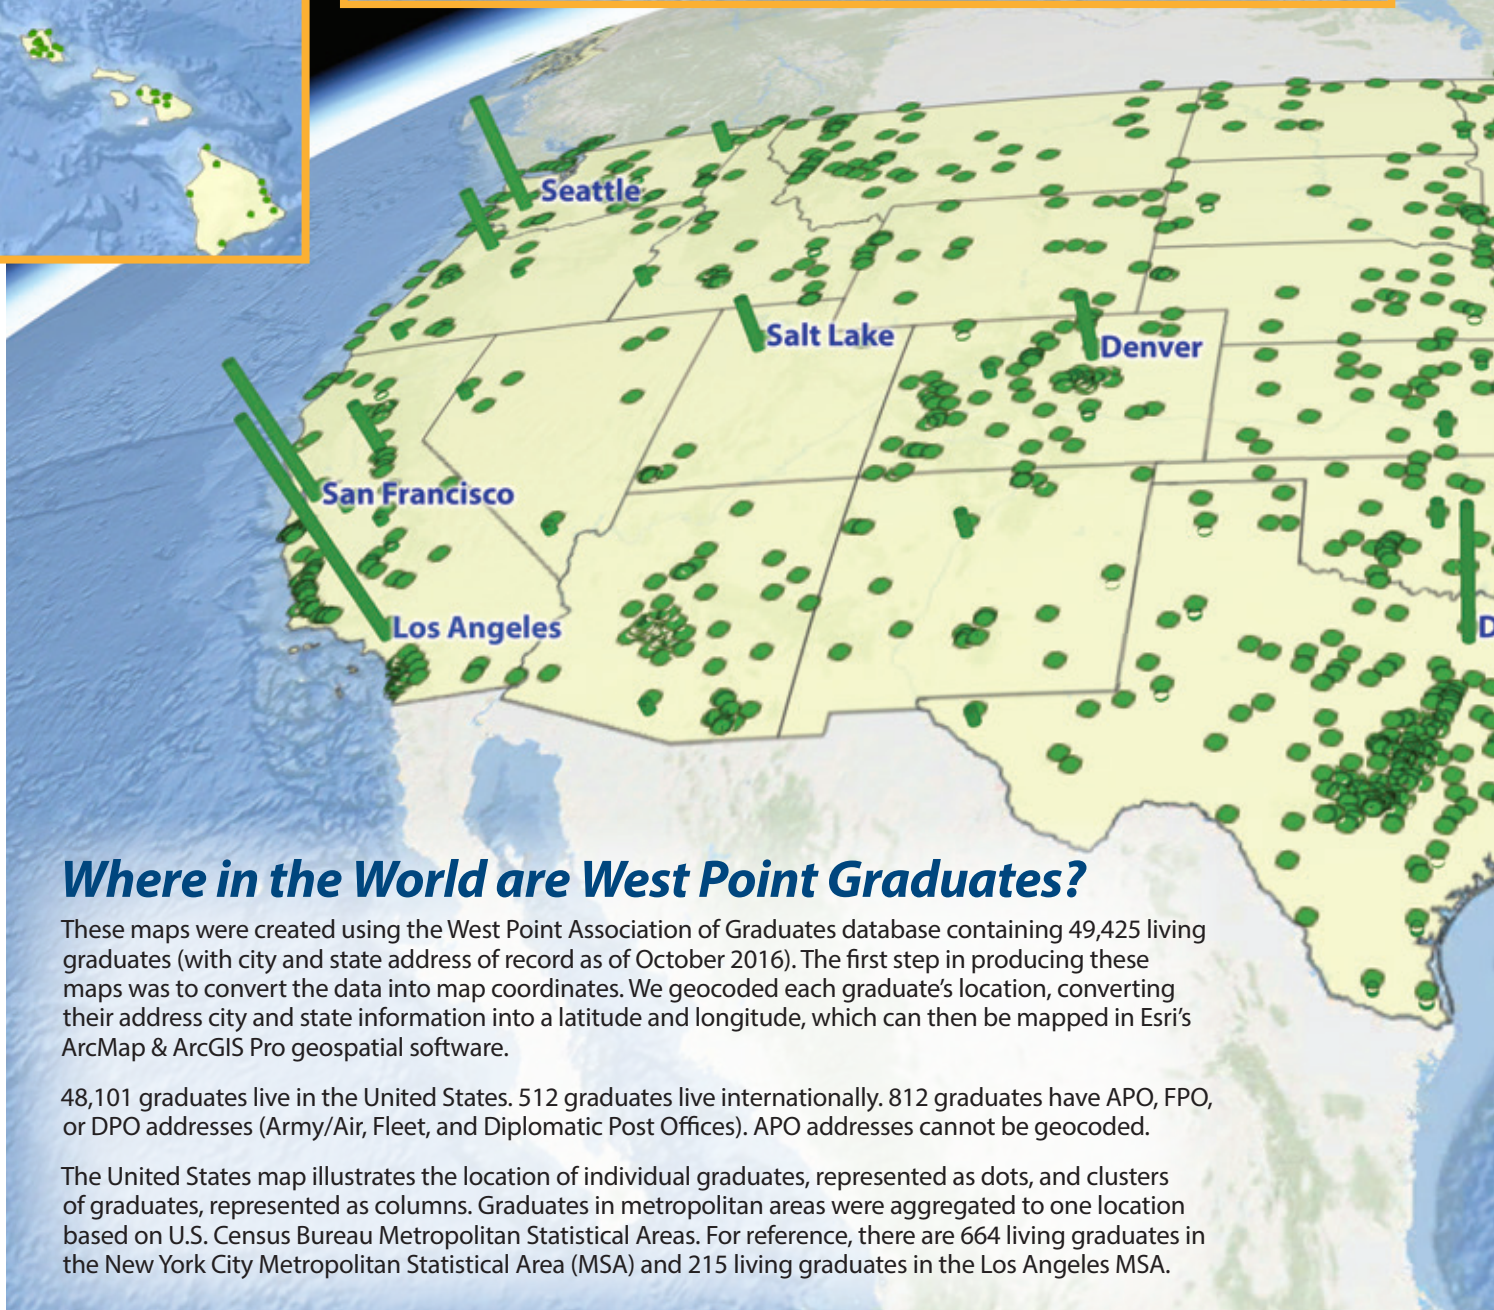 Seattle
Salt Lake
Denver
San Francisco
Los Angeles
D
Where in the World are West Point Graduates?
These maps were created using the West Point Association of Graduates database containing 49,425 living
graduates (with city and state address of record as of October 2016). The first step in producing these
maps was to convert the data into map coordinates. We geocoded each graduate’s location, converting
their address city and state information into a latitude and longitude, which can then be mapped in Esri’s
ArcMap & ArcGIS Pro geospatial software.
48,101 graduates live in the United States. 512 graduates live internationally. 812 graduates have APO, FPO,
or DPO addresses (Army/Air, Fleet, and Diplomatic Post Offices). APO addresses cannot be geocoded.
The United States map illustrates the location of individual graduates, represented as dots, and clusters
of graduates, represented as columns. Graduates in metropolitan areas were aggregated to one location
based on U.S. Census Bureau Metropolitan Statistical Areas. For reference, there are 664 living graduates in
the New York City Metropolitan Statistical Area (MSA) and 215 living graduates in the Los Angeles MSA.